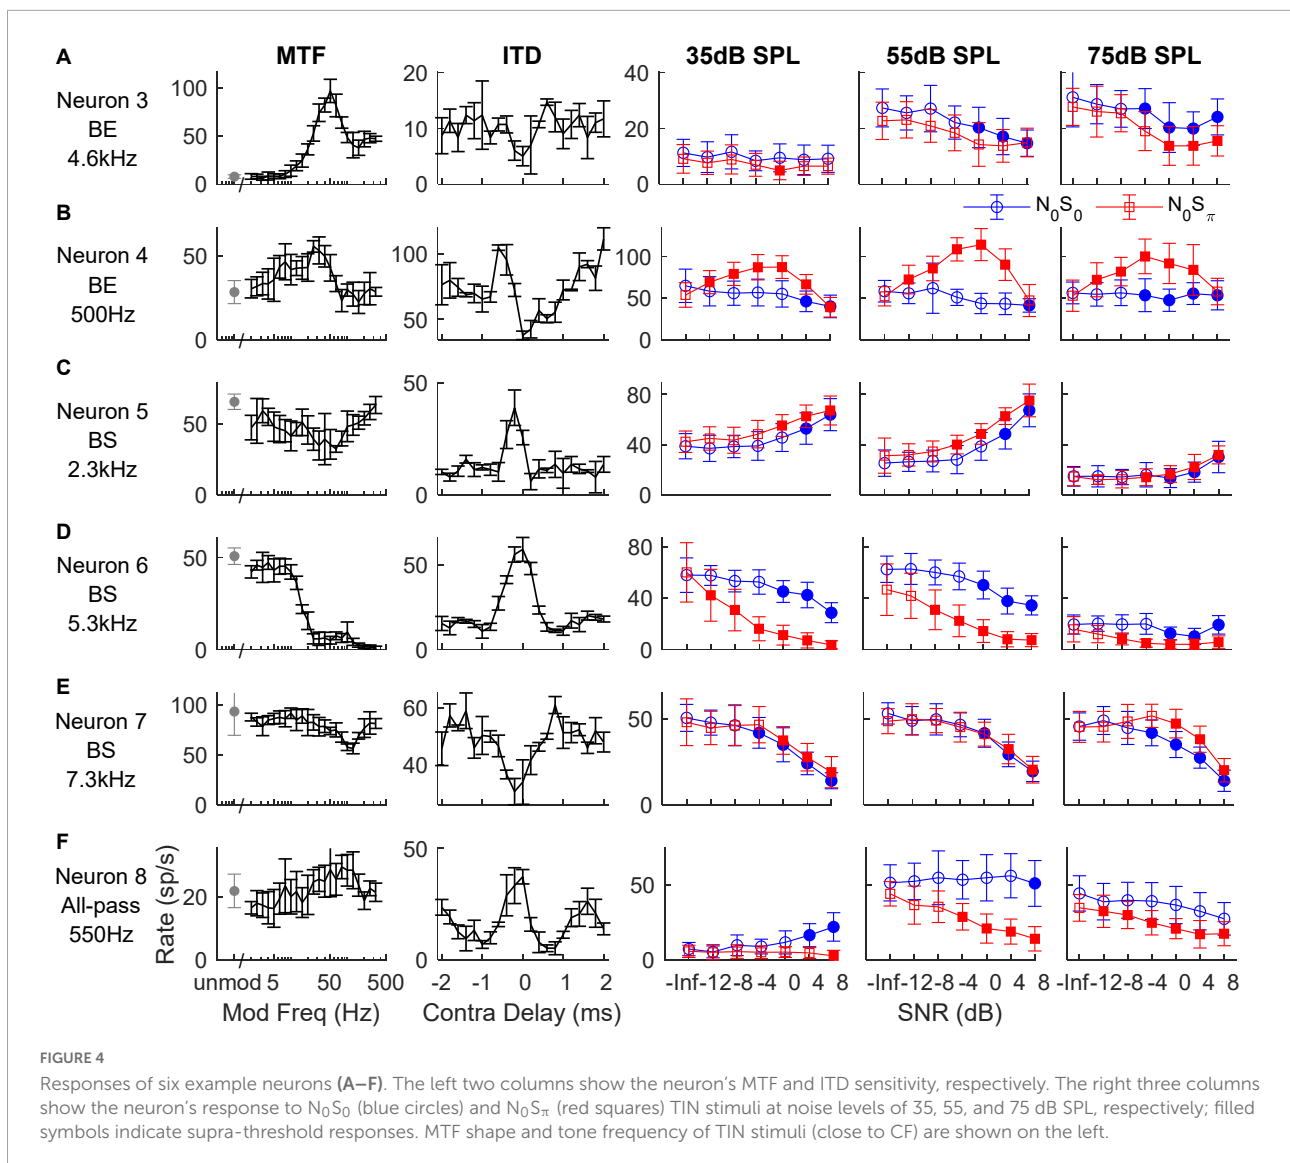 A
MTF
ITD
35dB SPL
55dB SPL
75dB SPL
Neuron 3
BE
4.6kHz
100
50
0
20
10
0
40
20
0
B
N₀S₀
N₀Sπ
Neuron 4
BE
500Hz
50
0
100
50
100
50
0
C
Neuron 5
BS
2.3kHz
50
0
50
0
80
40
0
D
Neuron 6
BS
5.3kHz
50
0
50
0
80
40
0
E
Neuron 7
BS
7.3kHz
100
50
0
60
40
50
0
F
Neuron 8
All-pass
550Hz
Rate (sp/s)
20
0
50
0
50
0
unmod 5 50 500
-1 0 1 2
-Inf-12-8 -4 0 4 8
-Inf-12-8 -4 0 4 8
-Inf-12-8 -4 0 4 8
Mod Freq (Hz)
Contra Delay (ms)
SNR (dB)
FIGURE 4
Responses of six example neurons (A–F). The left two columns show the neuron's MTF and ITD sensitivity, respectively. The right three columns
show the neuron's response to N₀S₀ (blue circles) and N₀Sπ (red squares) TIN stimuli at noise levels of 35, 55, and 75 dB SPL, respectively; filled
symbols indicate supra-threshold responses. MTF shape and tone frequency of TIN stimuli (close to CF) are shown on the left.